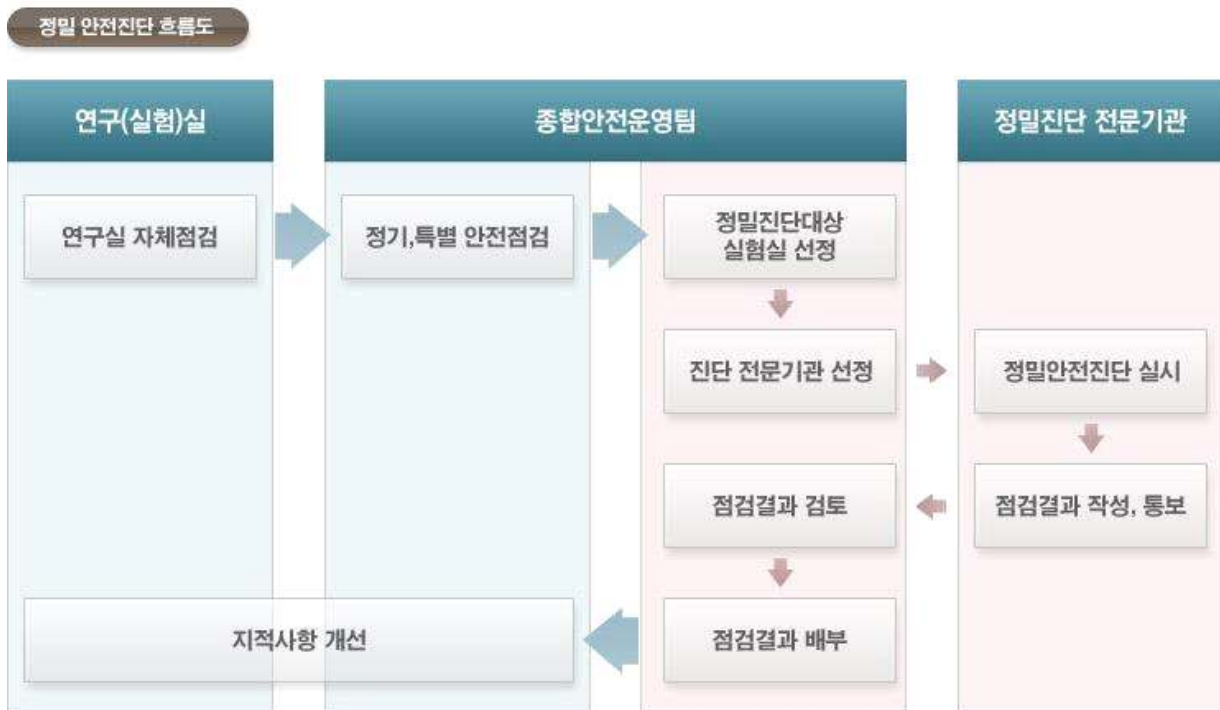 정밀 안전진단 흐름도
연구(실험)실
종합안전운영팀
정밀진단 전문기관
연구실 자체점검
정기,특별 안전점검
정밀진단대상
실험실 선정
진단 전문기관 선정
정밀안전진단 실시
점검결과 검토
점검결과 작성, 통보
지적사항 개선
점검결과 배부